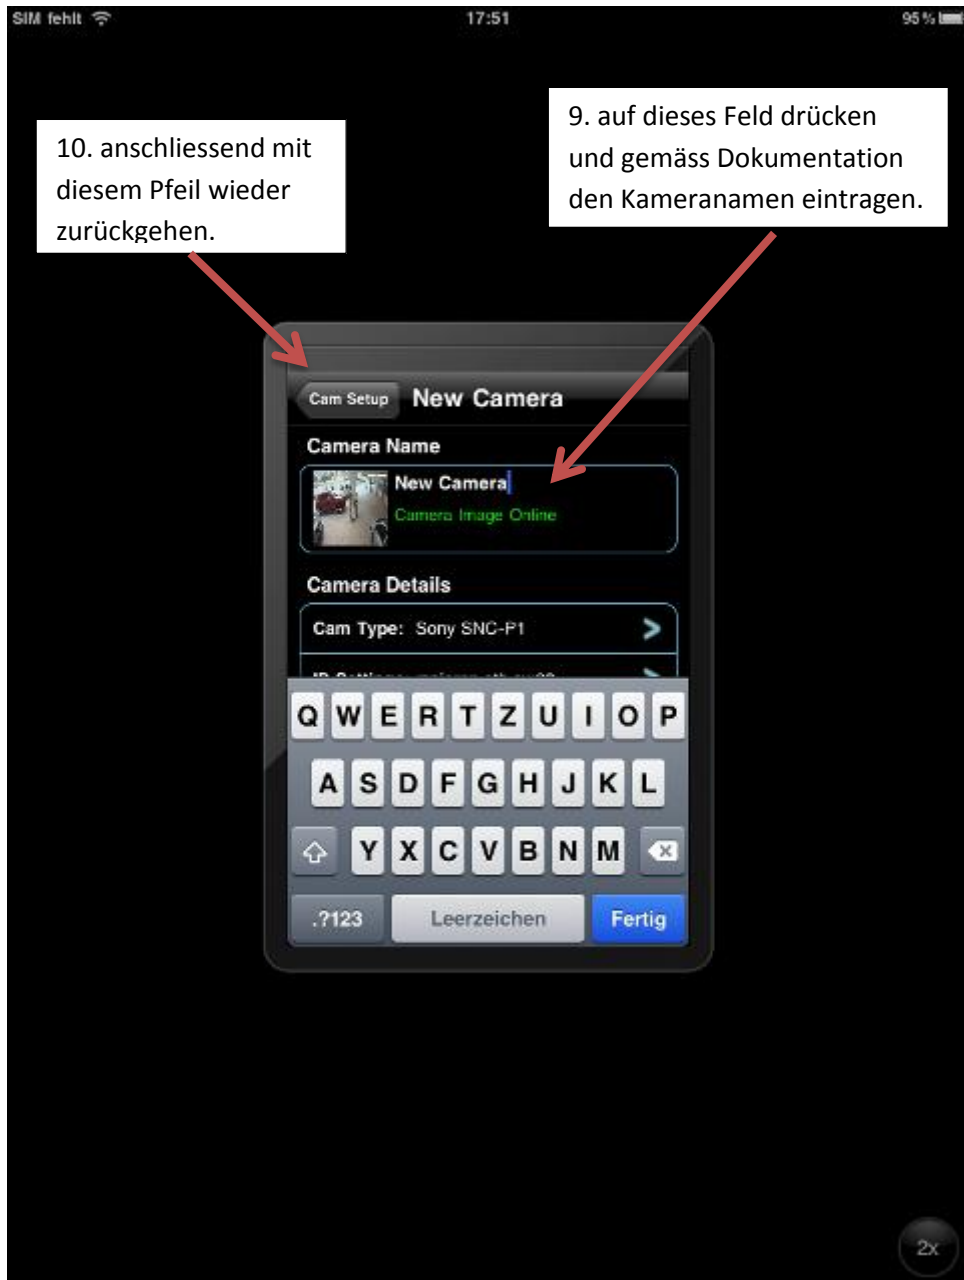 SIM fehlt
17:51
95 %
10. anschliessend mit
diesem Pfeil wieder
zurückgehen.
9. auf dieses Feld drücken
und gemäss Dokumentation
den Kameranamen eintragen.
Cam Setup
New Camera
Camera Name
New Camera
Camera Image Online
Camera Details
Cam Type: Sony SNC-P1
Q W E R T Z U I O P
A S D F G H J K L
Y X C V B N M
.?123
Leerzeichen
Fertig
2x